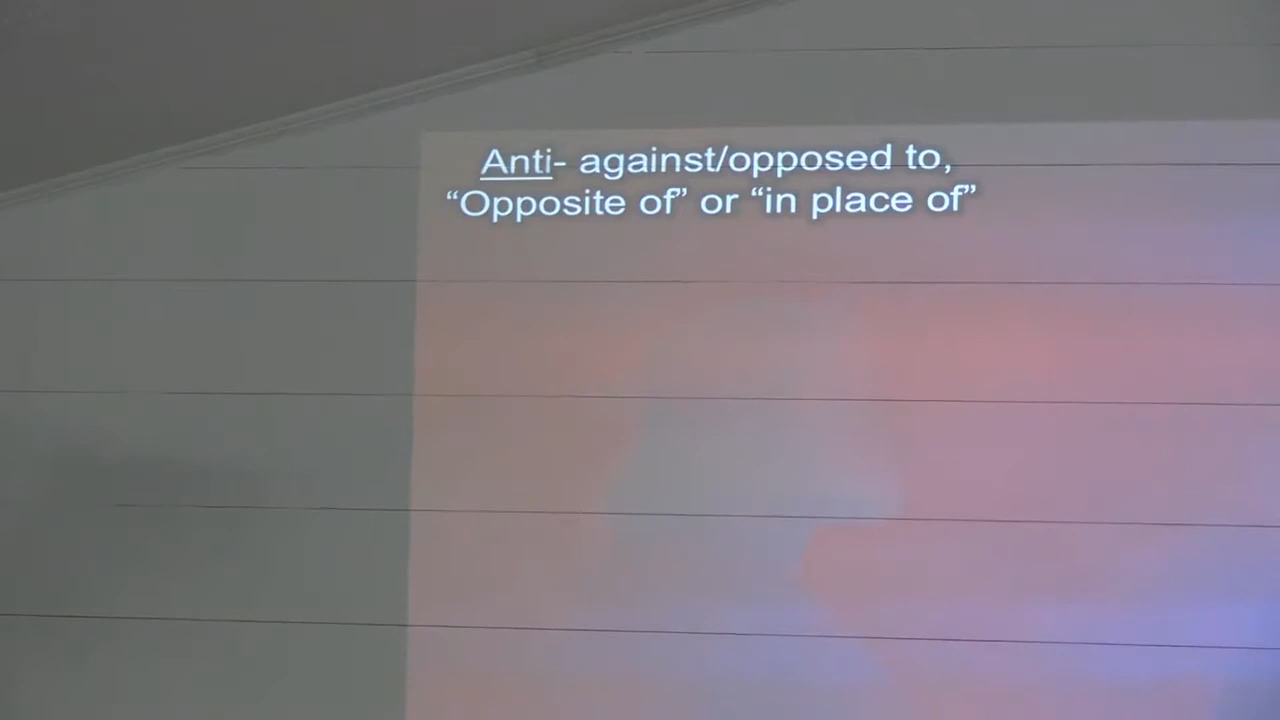 Anti- against/opposed to,
“Opposite of” or “in place of”